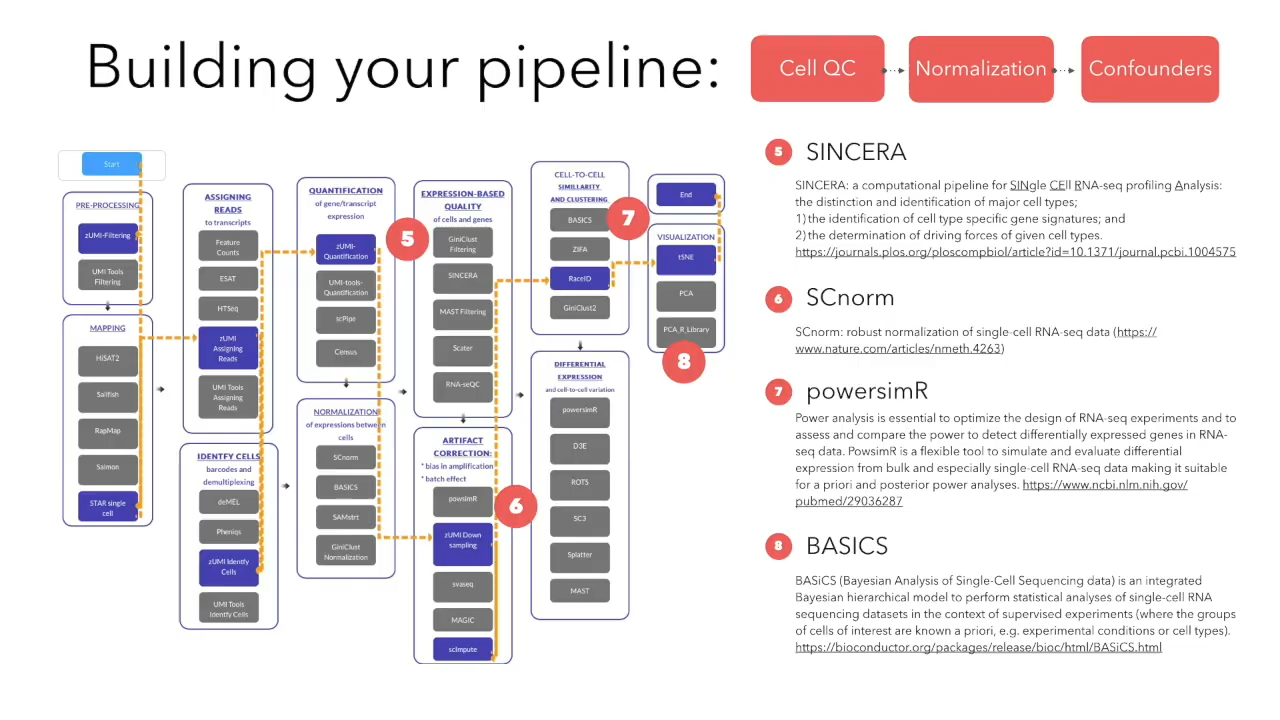 Building your pipeline:
Cell QC
Normalization
Confounders
Start
PRE-PROCESSING
zUMI-Filtering
UMI Tools
Filtering
MAPPING
HISAT2
Sailfish
RapMap
Salmon
STAR single
cell
ASSIGNING
READS
to transcripts
Feature
Counts
ESAT
HTSeq
zUMI
Assigning
Reads
UMI Tools
Assigning
Reads
IDENTFY CELLS
barcodes and
demultiplexing
deMEL
Pheniqs
zUMI Identfy
Cells
UMI Tools
Identfy Cells
QUANTIFICATION
of gene/transcript
expression
zUMI-
Quantification
UMI-tools-
Quantification
scPipe
Cemus
NORMALIZATION
of expressions between
cells
SCnorm
BASICS
SAMstrt
GiniClust
Normalization
5
EXPRESSION-BASED
QUALITY
of cells and genes
GiniClust
Filtering
SINCERA
MAST Filtering
Scater
RNA-seQC
ARTIFACT
CORRECTION:
* bias in amplification
* batch effect
powsimR
6
zUMI Down
sampling
svaseq
MAGIC
scImpute
CELL-TO-CELL
SIMILLARITY
AND CLUSTERING
BASICS
7
ZIFA
RaceID
GiniClust2
DIFFERENTIAL
EXPRESSION
and cell-to-cell variation
powersimR
D3E
ROTS
SC3
Splatter
MAST
End
VISUALIZATION
tSNE
PCA
PCA_R_Library
8
5 SINCERA
SINCERA: a computational pipeline for SINgle CEll RNA-seq profiling Analysis:
the distinction and identification of major cell types;
1) the identification of cell type specific gene signatures; and
2) the determination of driving forces of given cell types.
https://journals.plos.org/ploscompbiol/article?id=10.1371/journal.pcbi.1004575
6 SCnorm
SCnorm: robust normalization of single-cell RNA-seq data (https://
www.nature.com/articles/nmeth.4263)
7 powersimR
Power analysis is essential to optimize the design of RNA-seq experiments and to
assess and compare the power to detect differentially expressed genes in RNA-
seq data. PowsimR is a flexible tool to simulate and evaluate differential
expression from bulk and especially single-cell RNA-seq data making it suitable
for a priori and posterior power analyses. https://www.ncbi.nlm.nih.gov/
pubmed/29036287
8 BASICS
BASiCS (Bayesian Analysis of Single-Cell Sequencing data) is an integrated
Bayesian hierarchical model to perform statistical analyses of single-cell RNA
sequencing datasets in the context of supervised experiments (where the groups
of cells of interest are known a priori, e.g. experimental conditions or cell types).
https://bioconductor.org/packages/release/bioc/html/BASiCS.html